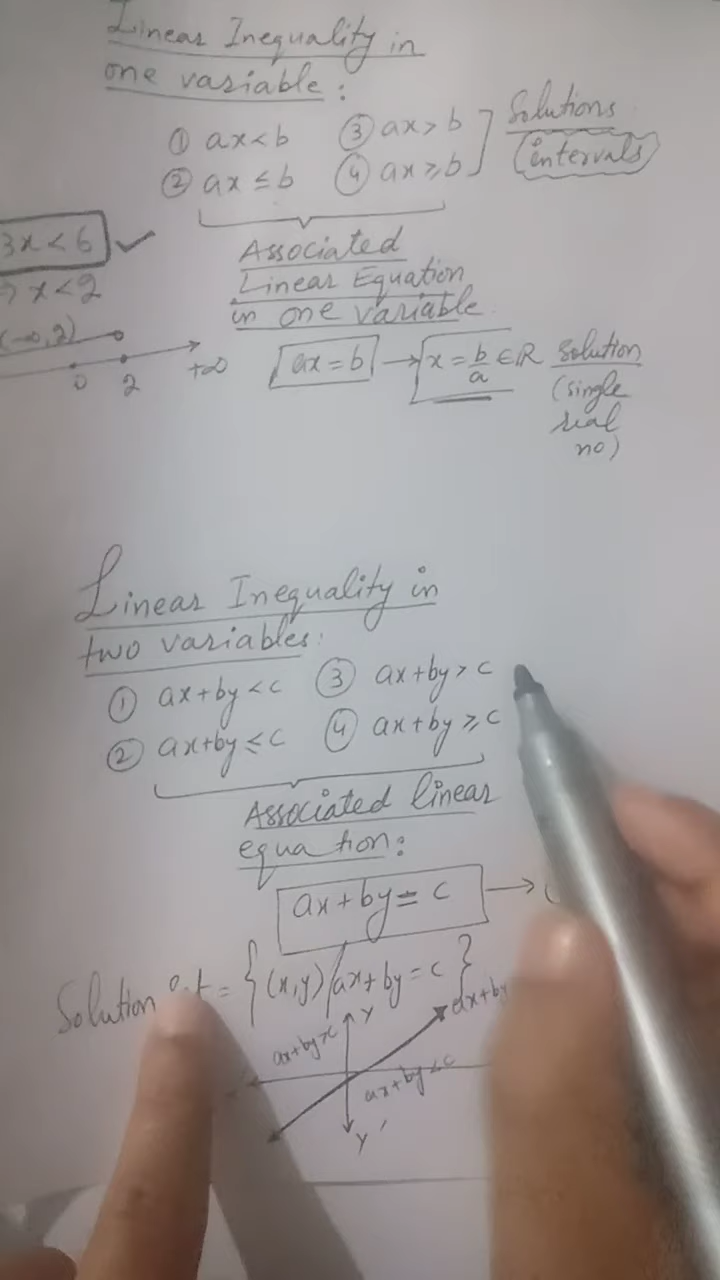 Linear Inequality in
one variable:
① ax < b ③ ax > b
② ax ≤ b ④ ax ≥ b
Solutions
(intervals)
3x < 6 ✓
⇒ x < 2
(-∞, 2)
0 2 +∞
Associated
Linear Equation
in one variable
ax = b → x = b/a ∈ R Solution
(single
real
no)
Linear Inequality in
two variables:
① ax+by < c ③ ax+by > c
② ax+by ≤ c ④ ax+by ≥ c
Associated linear
equation:
ax + by = c →
Solution = {(x,y) / ax + by = c}
ax+by
ax+by > c Y
ax+by < c
Y'